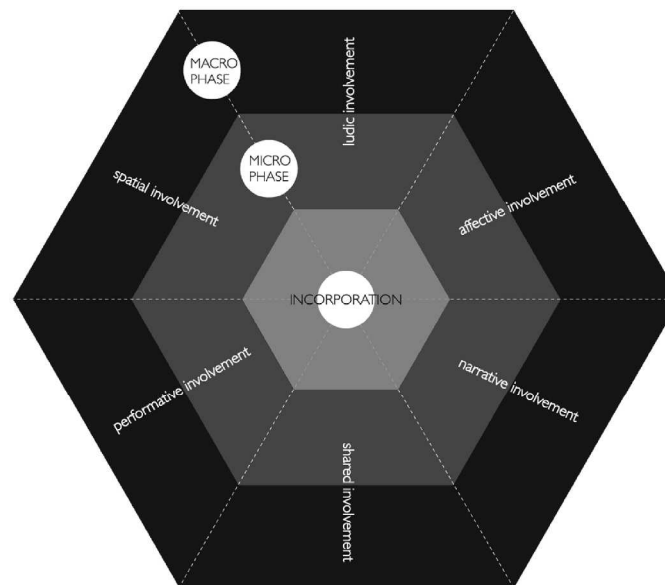 MACRO
PHASE
ludic involvement
MICRO
PHASE
spatial involvement
affective involvement
INCORPORATION
performative involvement
narrative involvement
shared involvement